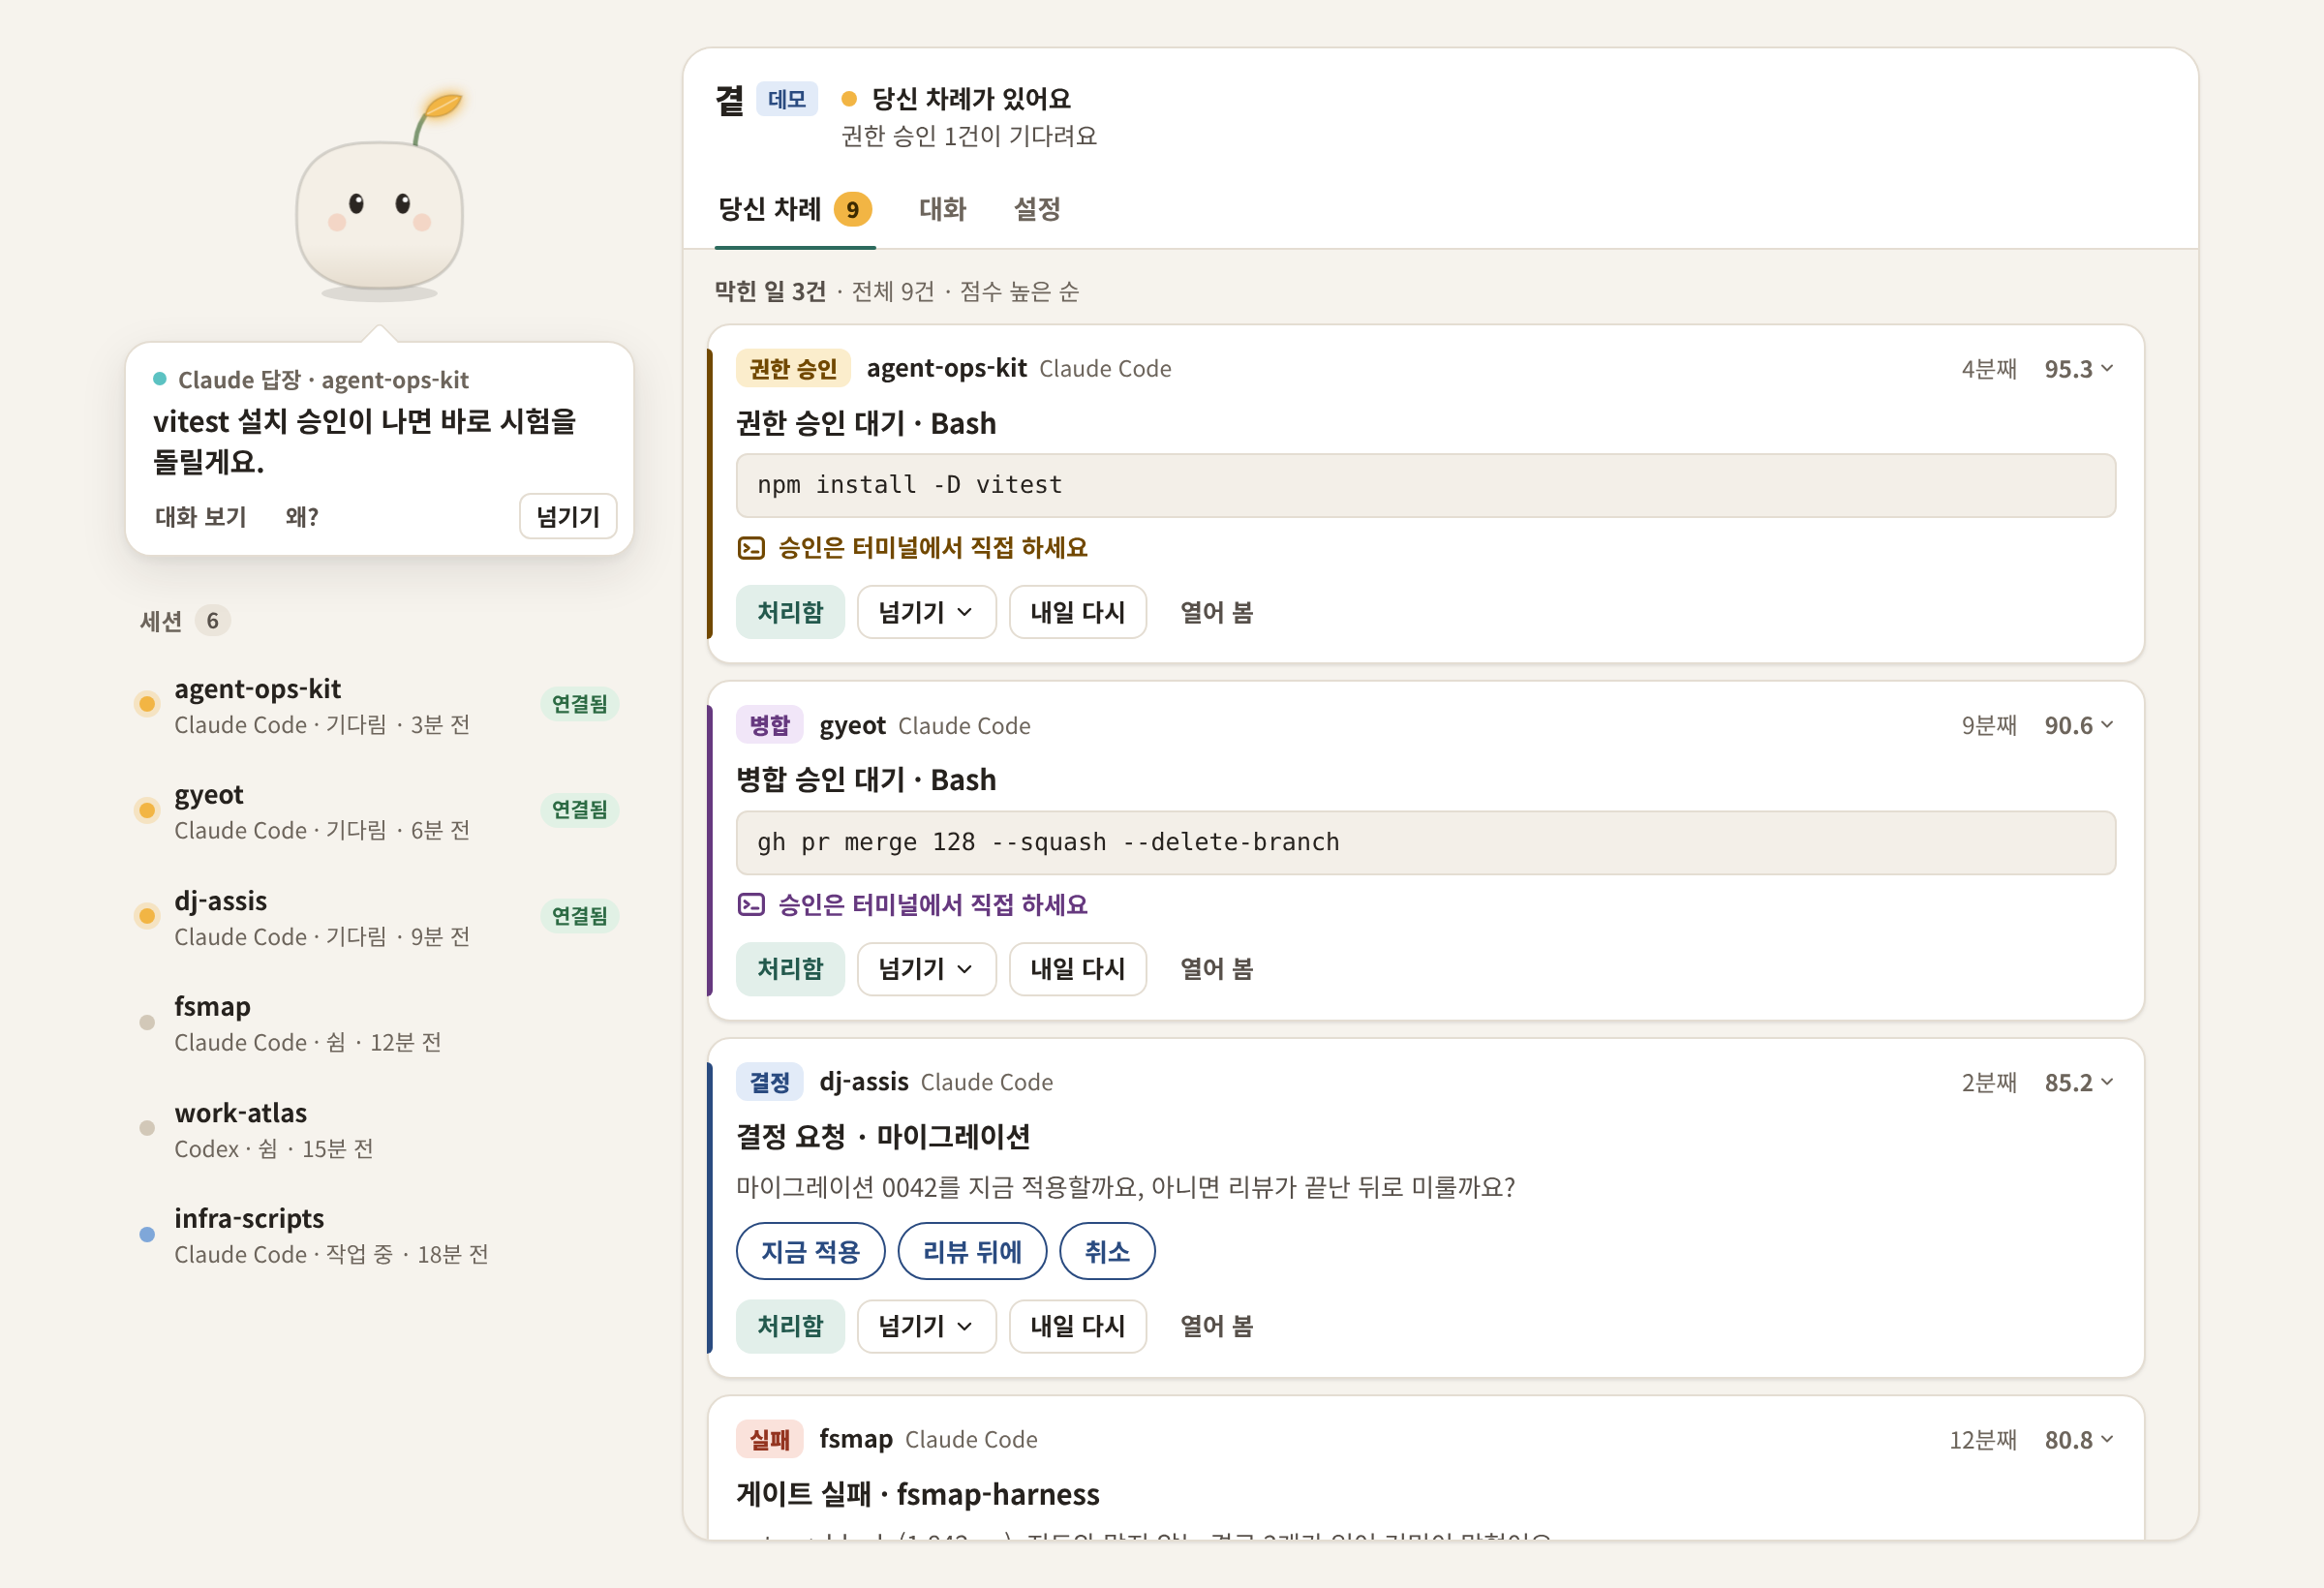 Claude 답장 · agent-ops-kit
vitest 설치 승인이 나면 바로 시험을
돌릴게요.
대화 보기 왜? 넘기기
세션 6
agent-ops-kit 연결됨
Claude Code · 기다림 · 3분 전
gyeot 연결됨
Claude Code · 기다림 · 6분 전
dj-assis 연결됨
Claude Code · 기다림 · 9분 전
fsmap
Claude Code · 쉼 · 12분 전
work-atlas
Codex · 쉼 · 15분 전
infra-scripts
Claude Code · 작업 중 · 18분 전
곁 데모 당신 차례가 있어요
권한 승인 1건이 기다려요
당신 차례 9 대화 설정
막힌 일 3건 · 전체 9건 · 점수 높은 순
권한 승인 agent-ops-kit Claude Code 4분째 95.3
권한 승인 대기 · Bash
npm install -D vitest
승인은 터미널에서 직접 하세요
처리함 넘기기 내일 다시 열어 봄
병합 gyeot Claude Code 9분째 90.6
병합 승인 대기 · Bash
gh pr merge 128 --squash --delete-branch
승인은 터미널에서 직접 하세요
처리함 넘기기 내일 다시 열어 봄
결정 dj-assis Claude Code 2분째 85.2
결정 요청 · 마이그레이션
마이그레이션 0042를 지금 적용할까요, 아니면 리뷰가 끝난 뒤로 미룰까요?
지금 적용 리뷰 뒤에 취소
처리함 넘기기 내일 다시 열어 봄
실패 fsmap Claude Code 12분째 80.8
게이트 실패 · fsmap-harness